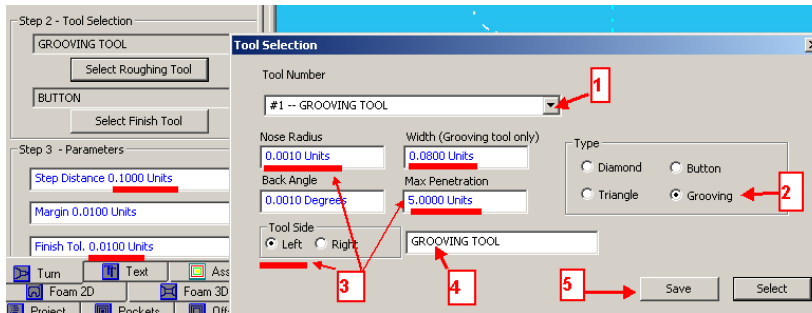 Step 2 - Tool Selection
GROOVING TOOL
Select Roughing Tool
BUTTON
Select Finish Tool
Step 3 - Parameters
Step Distance 0.1000 Units
Margin 0.0100 Units
Finish Tol. 0.0100 Units
Turn
Text
Ass
Foam 2D
Foam 3D
Project
Pockets
Off
Tool Selection
Tool Number
#1 -- GROOVING TOOL
1
Nose Radius
Width (Grooving tool only)
0.0010 Units
0.0800 Units
Back Angle
Max Penetration
0.0010 Degrees
5.0000 Units
Type
Diamond
Button
Triangle
Grooving
2
Tool Side
Left
Right
GROOVING TOOL
3
4
5
Save
Select